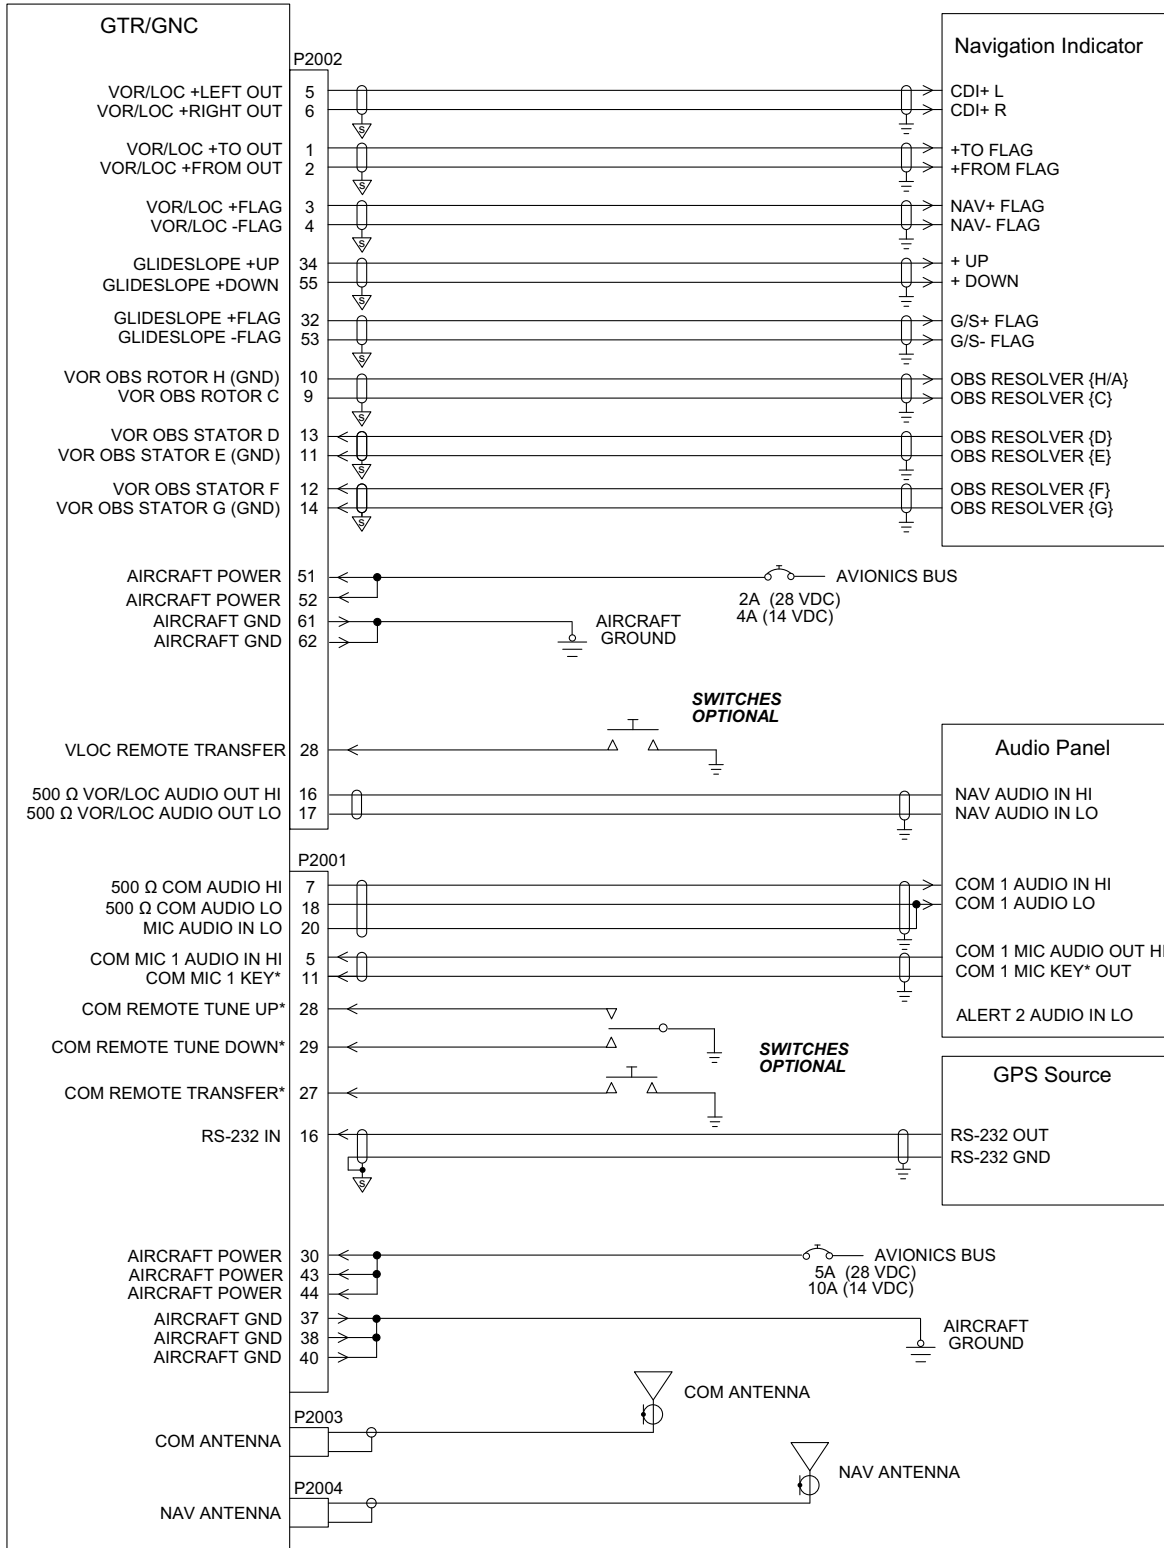 GTR/GNC
Navigation Indicator
P2002
VOR/LOC +LEFT OUT 5 CDI+ L
VOR/LOC +RIGHT OUT 6 CDI+ R
S
VOR/LOC +TO OUT 1 +TO FLAG
VOR/LOC +FROM OUT 2 +FROM FLAG
S
VOR/LOC +FLAG 3 NAV+ FLAG
VOR/LOC -FLAG 4 NAV- FLAG
S
GLIDESLOPE +UP 34 + UP
GLIDESLOPE +DOWN 55 + DOWN
S
GLIDESLOPE +FLAG 32 G/S+ FLAG
GLIDESLOPE -FLAG 53 G/S- FLAG
S
VOR OBS ROTOR H (GND) 10 OBS RESOLVER {H/A}
VOR OBS ROTOR C 9 OBS RESOLVER {C}
S
VOR OBS STATOR D 13 OBS RESOLVER {D}
VOR OBS STATOR E (GND) 11 OBS RESOLVER {E}
S
VOR OBS STATOR F 12 OBS RESOLVER {F}
VOR OBS STATOR G (GND) 14 OBS RESOLVER {G}
S
AIRCRAFT POWER 51 AVIONICS BUS
AIRCRAFT POWER 52 2A (28 VDC)
4A (14 VDC)
AIRCRAFT GND 61 AIRCRAFT
AIRCRAFT GND 62 GROUND
SWITCHES
OPTIONAL
VLOC REMOTE TRANSFER 28
Audio Panel
500 Ω VOR/LOC AUDIO OUT HI 16 NAV AUDIO IN HI
500 Ω VOR/LOC AUDIO OUT LO 17 NAV AUDIO IN LO
P2001
500 Ω COM AUDIO HI 7 COM 1 AUDIO IN HI
500 Ω COM AUDIO LO 18 COM 1 AUDIO LO
MIC AUDIO IN LO 20
COM MIC 1 AUDIO IN HI 5 COM 1 MIC AUDIO OUT HI
COM MIC 1 KEY* 11 COM 1 MIC KEY* OUT
COM REMOTE TUNE UP* 28 ALERT 2 AUDIO IN LO
COM REMOTE TUNE DOWN* 29
SWITCHES
OPTIONAL
GPS Source
COM REMOTE TRANSFER* 27
RS-232 IN 16 RS-232 OUT
RS-232 GND
S
AIRCRAFT POWER 30 AVIONICS BUS
AIRCRAFT POWER 43 5A (28 VDC)
AIRCRAFT POWER 44 10A (14 VDC)
AIRCRAFT GND 37 AIRCRAFT
AIRCRAFT GND 38 GROUND
AIRCRAFT GND 40
COM ANTENNA
P2003
COM ANTENNA
NAV ANTENNA
P2004
NAV ANTENNA